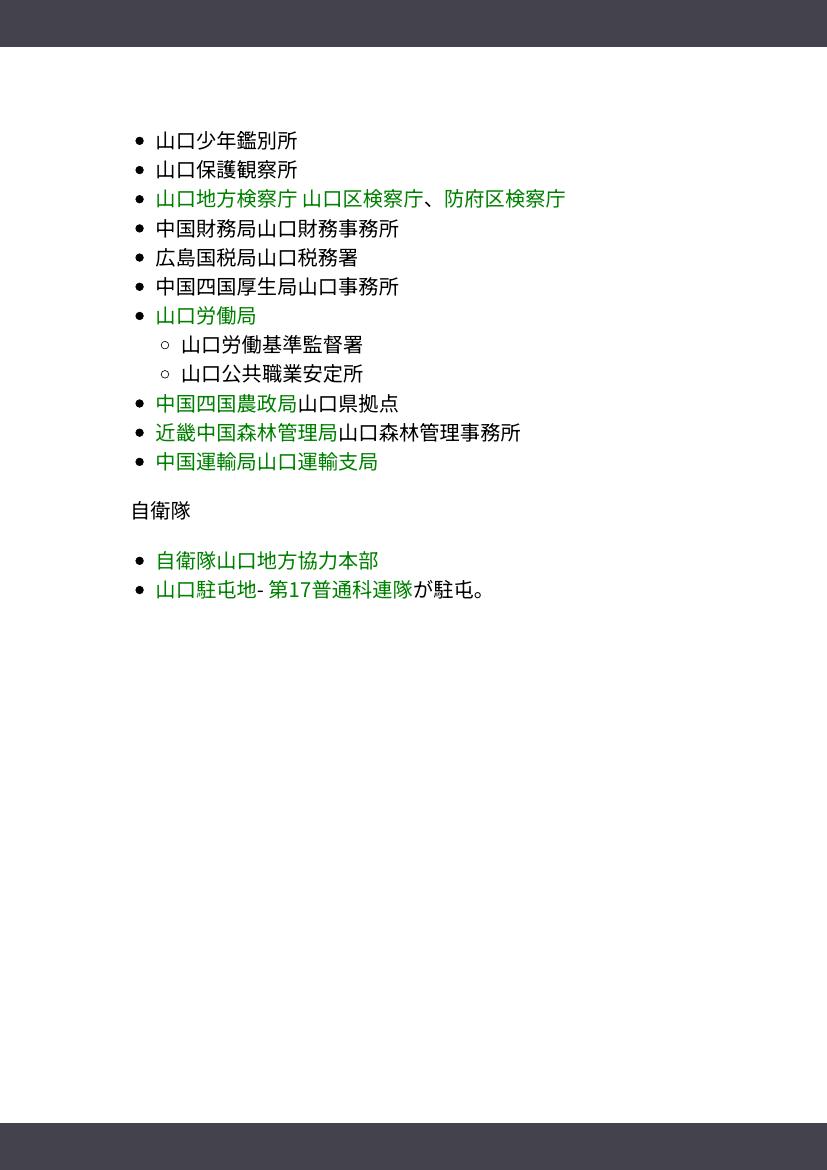 山口少年鑑別所
山口保護観察所
山口地方検察庁 山口区検察庁、防府区検察庁
中国財務局山口財務事務所
広島国税局山口税務署
中国四国厚生局山口事務所
山口労働局
山口労働基準監督署
山口公共職業安定所
中国四国農政局山口県拠点
近畿中国森林管理局山口森林管理事務所
中国運輸局山口運輸支局
自衛隊
自衛隊山口地方協力本部
山口駐屯地- 第17普通科連隊が駐屯。